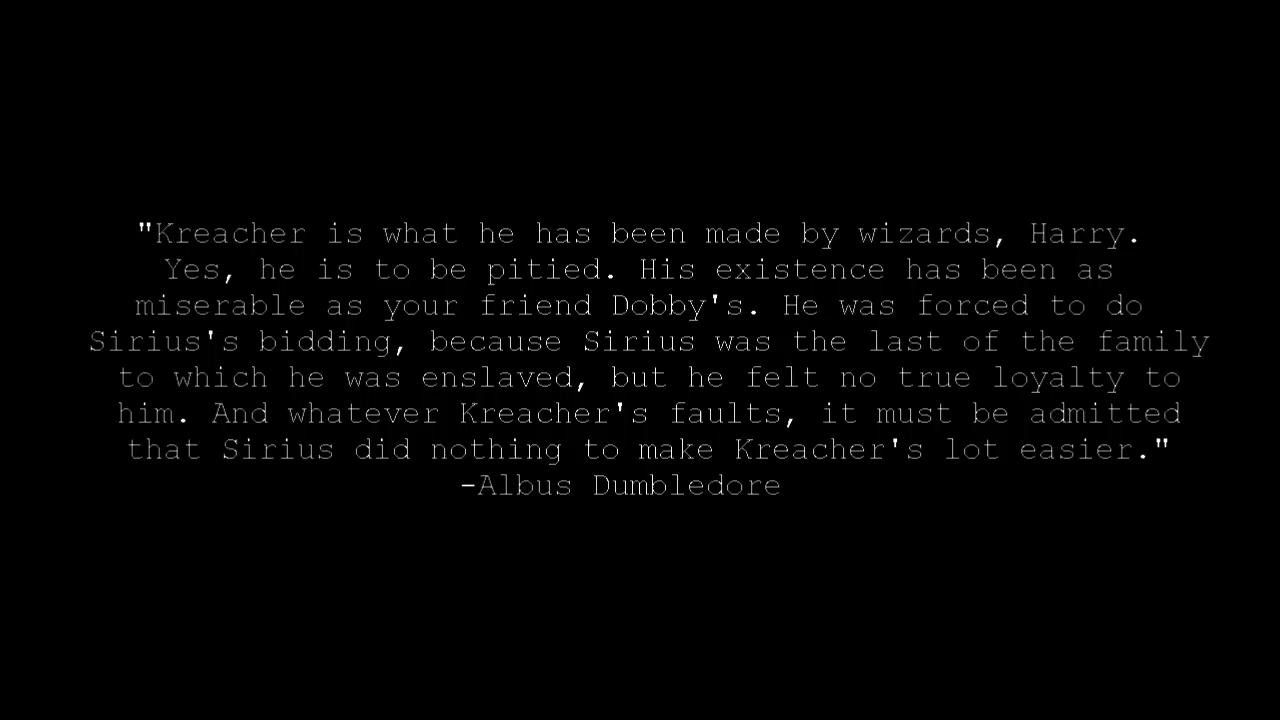 "Kreacher is what he has been made by wizards, Harry.
Yes, he is to be pitied. His existence has been as
miserable as your friend Dobby's. He was forced to do
Sirius's bidding, because Sirius was the last of the family
to which he was enslaved, but he felt no true loyalty to
him. And whatever Kreacher's faults, it must be admitted
that Sirius did nothing to make Kreacher's lot easier."
-Albus Dumbledore